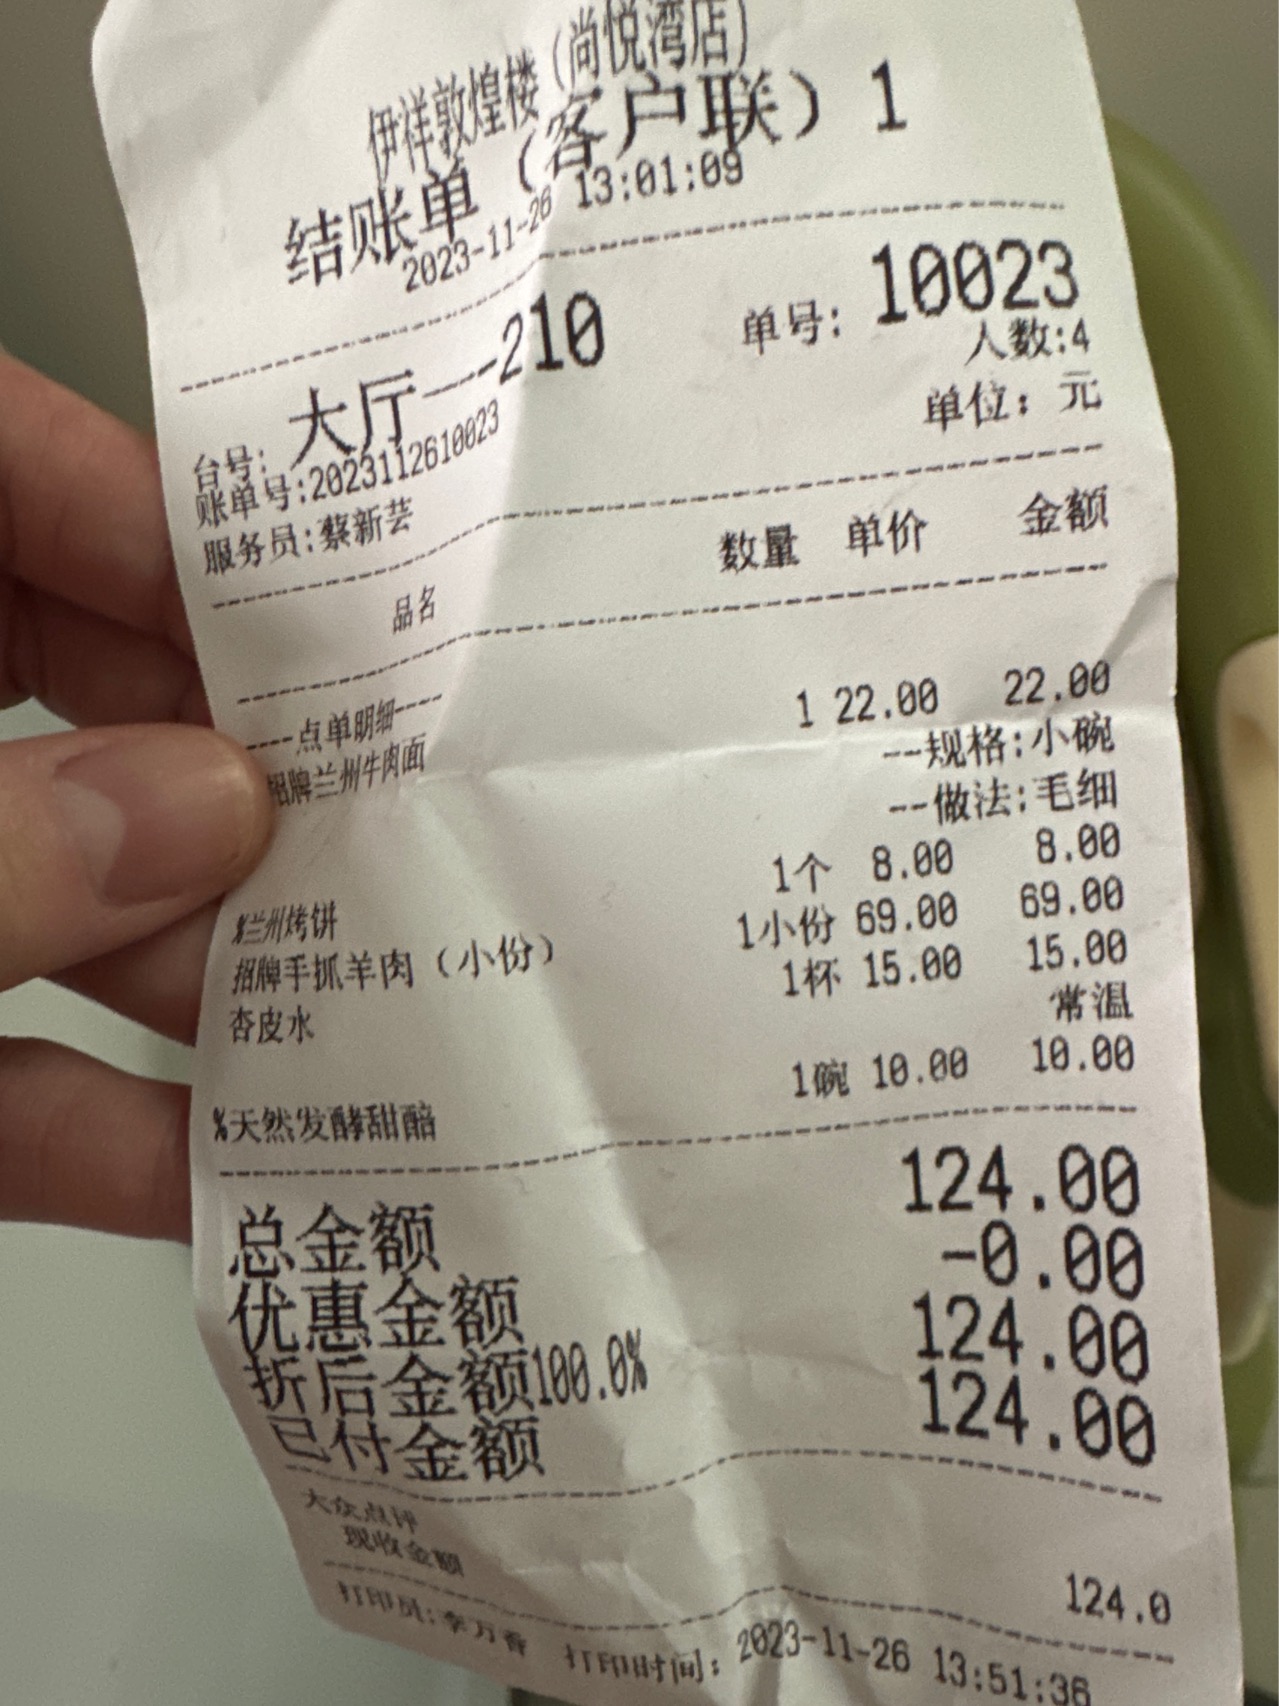 伊祥敦煌楼(尚悦湾店)
结账单（客户联）1
2023-11-26 13:01:09
台号: 大厅——210 单号: 10023
账单号:2023112610023 人数:4
服务员:蔡新芸 单位: 元
品名 数量 单价 金额
----点单明细----
招牌兰州牛肉面 1 22.00 22.00
--规格:小碗
--做法:毛细
%兰州烤饼 1个 8.00 8.00
招牌手抓羊肉（小份） 1小份 69.00 69.00
杏皮水 1杯 15.00 15.00
常温
%天然发酵甜醅 1碗 10.00 10.00
总金额 124.00
优惠金额 -0.00
折后金额100.0% 124.00
已付金额 124.00
大众点评
现收金额 124.0
打印员:李万香 打印时间: 2023-11-26 13:51:36